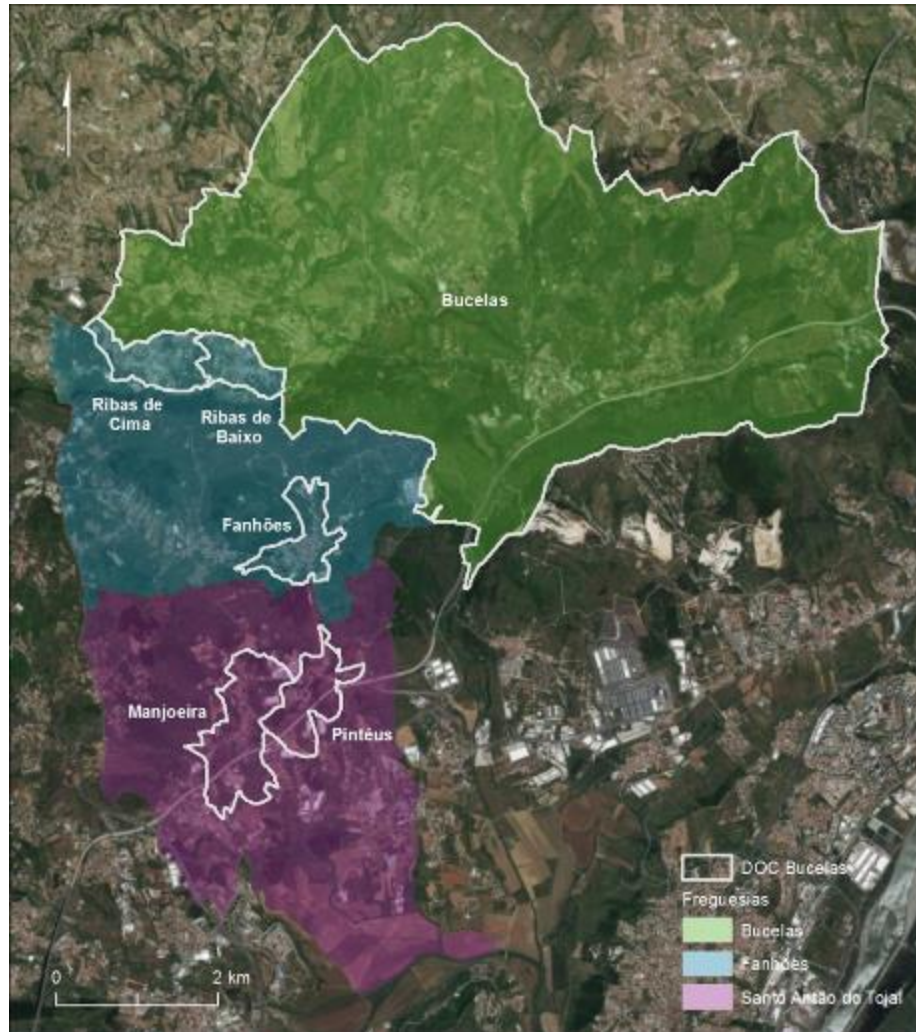 Bucelas
Ribas de
Cima
Ribas de
Baixo
Fanhões
Manjoeira
Pintéus
DOC Bucelas
Freguesias
Bucelas
Fanhões
Santo Antão do Tojal
0
2 km